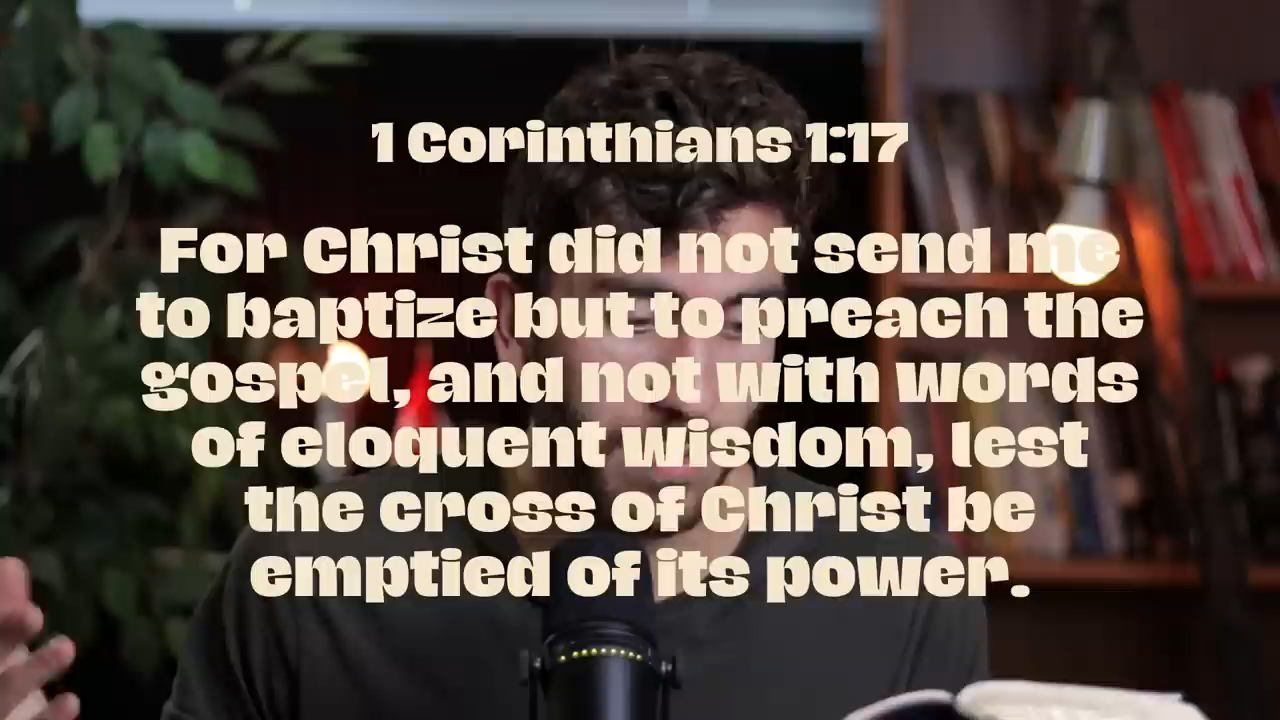 1 Corinthians 1:17
For Christ did not send me
to baptize but to preach the
gospel, and not with words
of eloquent wisdom, lest
the cross of Christ be
emptied of its power.